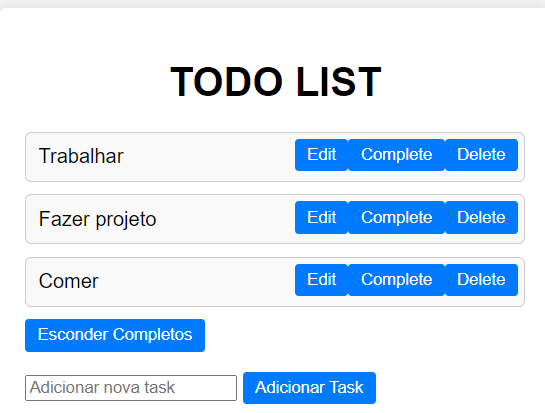 TODO LIST
Trabalhar Edit Complete Delete
Fazer projeto Edit Complete Delete
Comer Edit Complete Delete
Esconder Completos
Adicionar nova task Adicionar Task